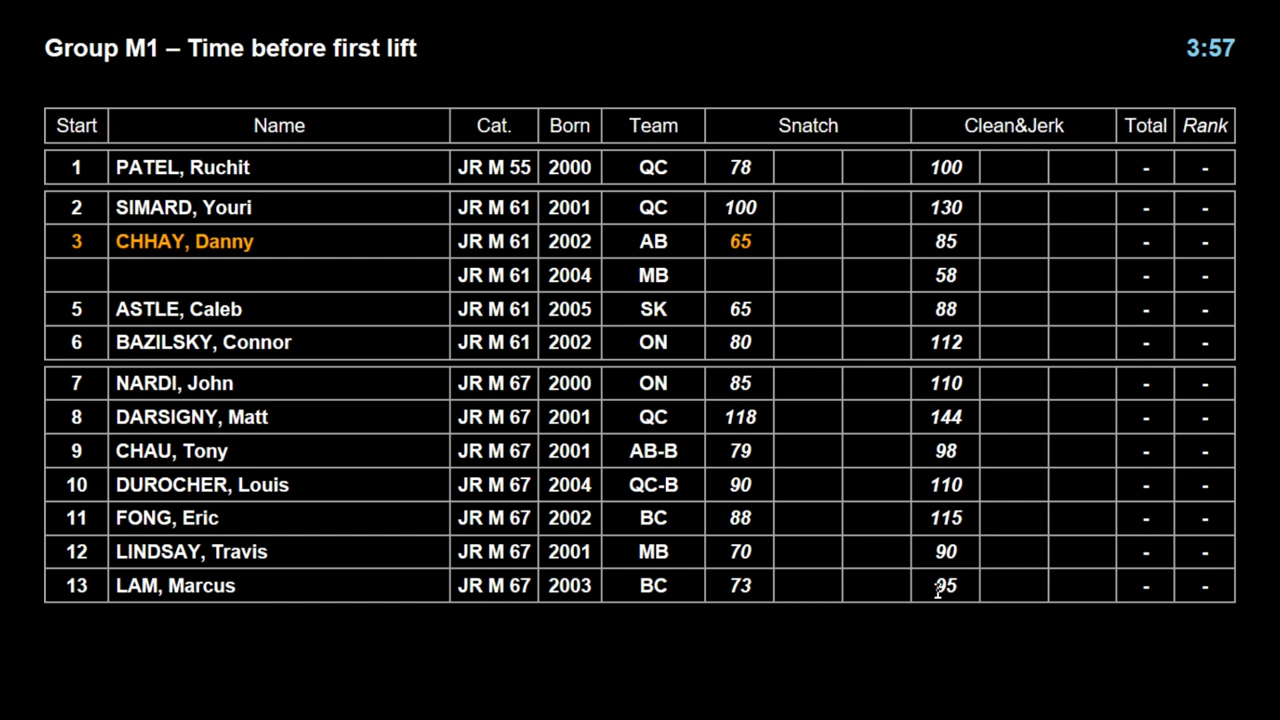 Group M1 – Time before first lift 3:57
Start Name Cat. Born Team Snatch Clean&Jerk Total Rank
1 PATEL, Ruchit JR M 55 2000 QC 78 100 - -
2 SIMARD, Youri JR M 61 2001 QC 100 130 - -
3 CHHAY, Danny JR M 61 2002 AB 65 85 - -
JR M 61 2004 MB 58 - -
5 ASTLE, Caleb JR M 61 2005 SK 65 88 - -
6 BAZILSKY, Connor JR M 61 2002 ON 80 112 - -
7 NARDI, John JR M 67 2000 ON 85 110 - -
8 DARSIGNY, Matt JR M 67 2001 QC 118 144 - -
9 CHAU, Tony JR M 67 2001 AB-B 79 98 - -
10 DUROCHER, Louis JR M 67 2004 QC-B 90 110 - -
11 FONG, Eric JR M 67 2002 BC 88 115 - -
12 LINDSAY, Travis JR M 67 2001 MB 70 90 - -
13 LAM, Marcus JR M 67 2003 BC 73 95 - -